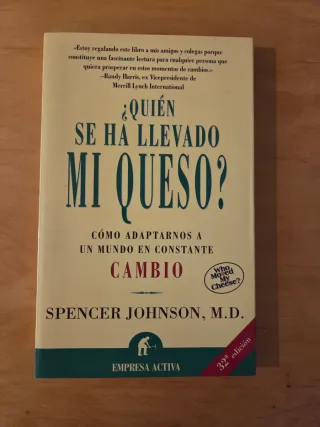 «Estoy regalando este libro a mis amigos y colegas porque
constituye una fascinante lectura para cualquier persona que
quiera prosperar en estos momentos de cambios.»
—Randy Harris, ex Vicepresidente de
Merrill Lynch International
¿QUIÉN
SE HA LLEVADO
MI QUESO?
CÓMO ADAPTARNOS A
UN MUNDO EN CONSTANTE
CAMBIO
Who
Moved
My
Cheese?
SPENCER JOHNSON, M.D.
32ª edición
EMPRESA ACTIVA